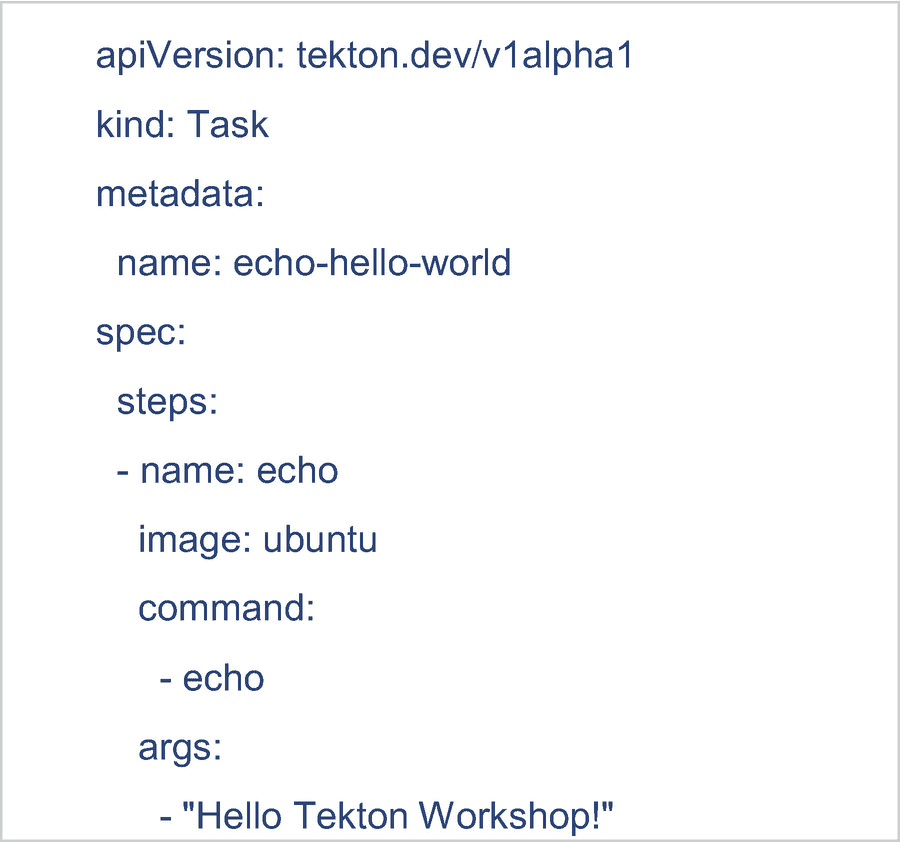 apiVersion: tekton.dev/v1alpha1
kind: Task
metadata:
  name: echo-hello-world
spec:
  steps:
  - name: echo
    image: ubuntu
    command:
      - echo
    args:
      - "Hello Tekton Workshop!"